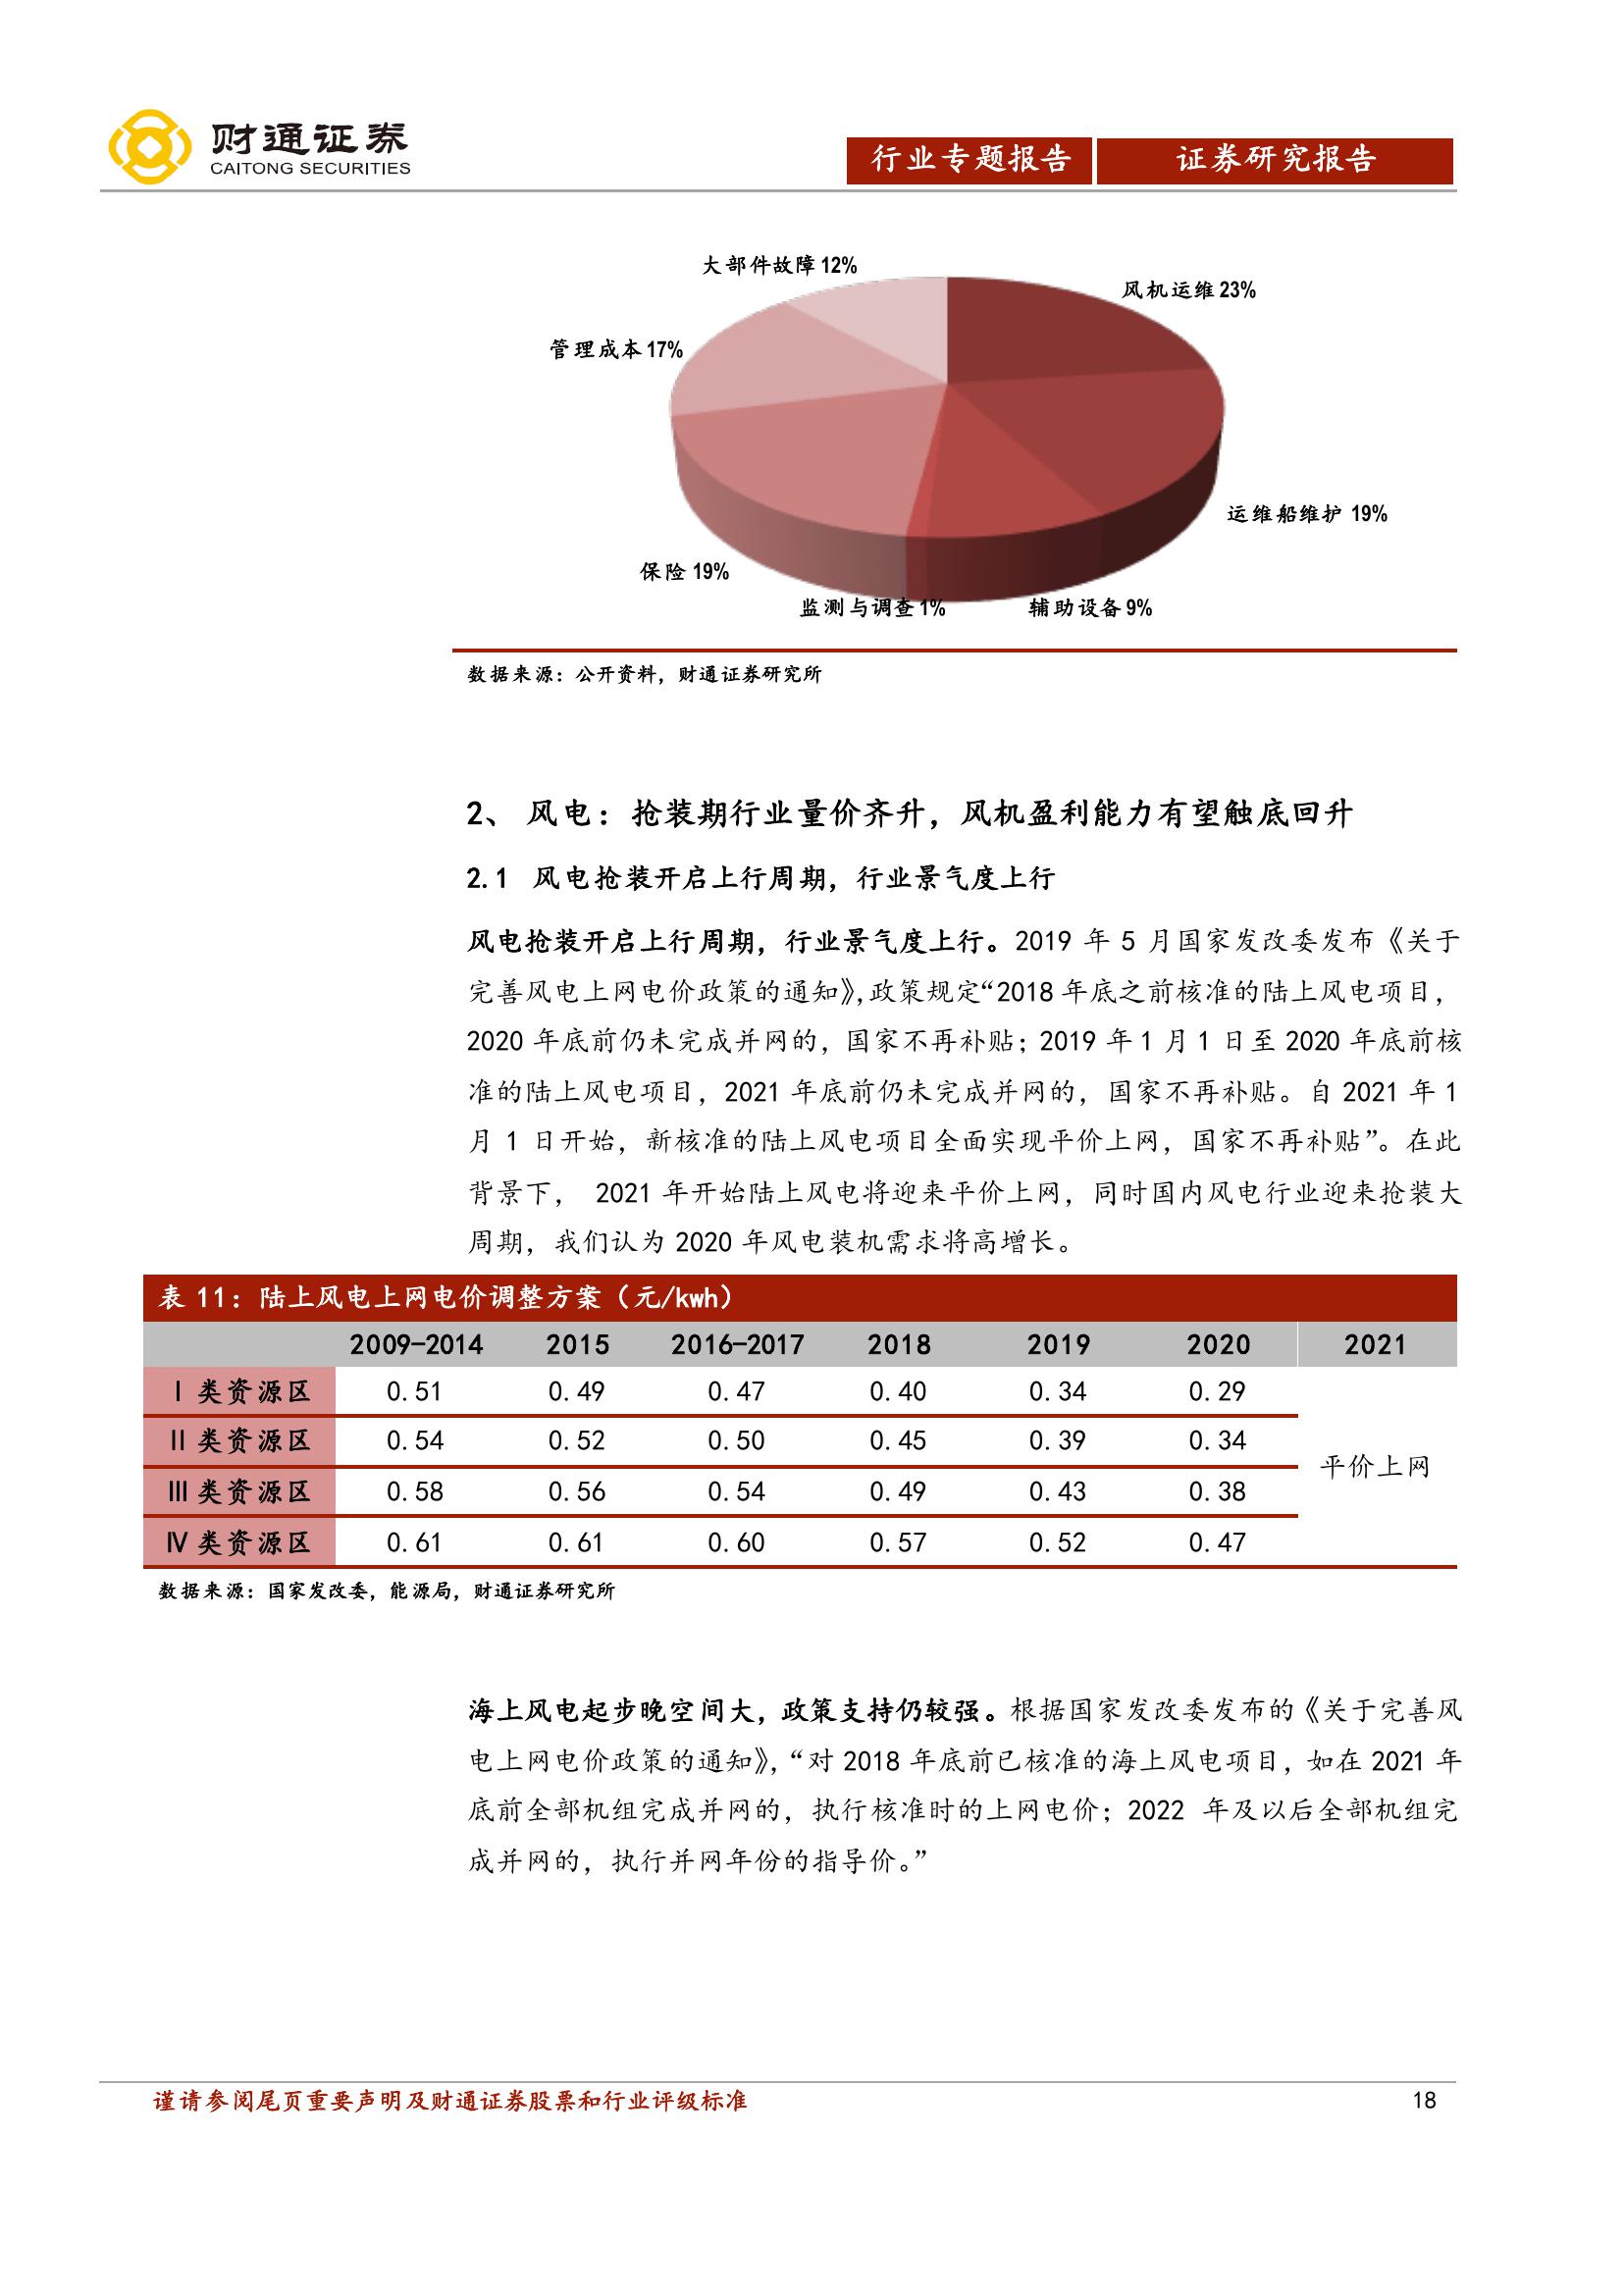 财通证券
CAITONG SECURITIES
行业专题报告 证券研究报告
大部件故障 12%
风机运维 23%
管理成本 17%
运维船维护 19%
保险 19%
监测与调查 1%
辅助设备 9%
数据来源：公开资料，财通证券研究所
2、 风电：抢装期行业量价齐升，风机盈利能力有望触底回升
2.1 风电抢装开启上行周期，行业景气度上行
风电抢装开启上行周期，行业景气度上行。2019 年 5 月国家发改委发布《关于
完善风电上网电价政策的通知》，政策规定“2018 年底之前核准的陆上风电项目，
2020 年底前仍未完成并网的，国家不再补贴；2019 年 1 月 1 日至 2020 年底前核
准的陆上风电项目，2021 年底前仍未完成并网的，国家不再补贴。自 2021 年 1
月 1 日开始，新核准的陆上风电项目全面实现平价上网，国家不再补贴”。在此
背景下， 2021 年开始陆上风电将迎来平价上网，同时国内风电行业迎来抢装大
周期，我们认为 2020 年风电装机需求将高增长。
表 11：陆上风电上网电价调整方案（元/kwh）
2009-2014 2015 2016-2017 2018 2019 2020 2021
Ⅰ类资源区 0.51 0.49 0.47 0.40 0.34 0.29
Ⅱ类资源区 0.54 0.52 0.50 0.45 0.39 0.34
平价上网
Ⅲ类资源区 0.58 0.56 0.54 0.49 0.43 0.38
Ⅳ类资源区 0.61 0.61 0.60 0.57 0.52 0.47
数据来源：国家发改委，能源局，财通证券研究所
海上风电起步晚空间大，政策支持仍较强。根据国家发改委发布的《关于完善风
电上网电价政策的通知》，“对 2018 年底前已核准的海上风电项目，如在 2021 年
底前全部机组完成并网的，执行核准时的上网电价；2022 年及以后全部机组完
成并网的，执行并网年份的指导价。”
谨请参阅尾页重要声明及财通证券股票和行业评级标准 18